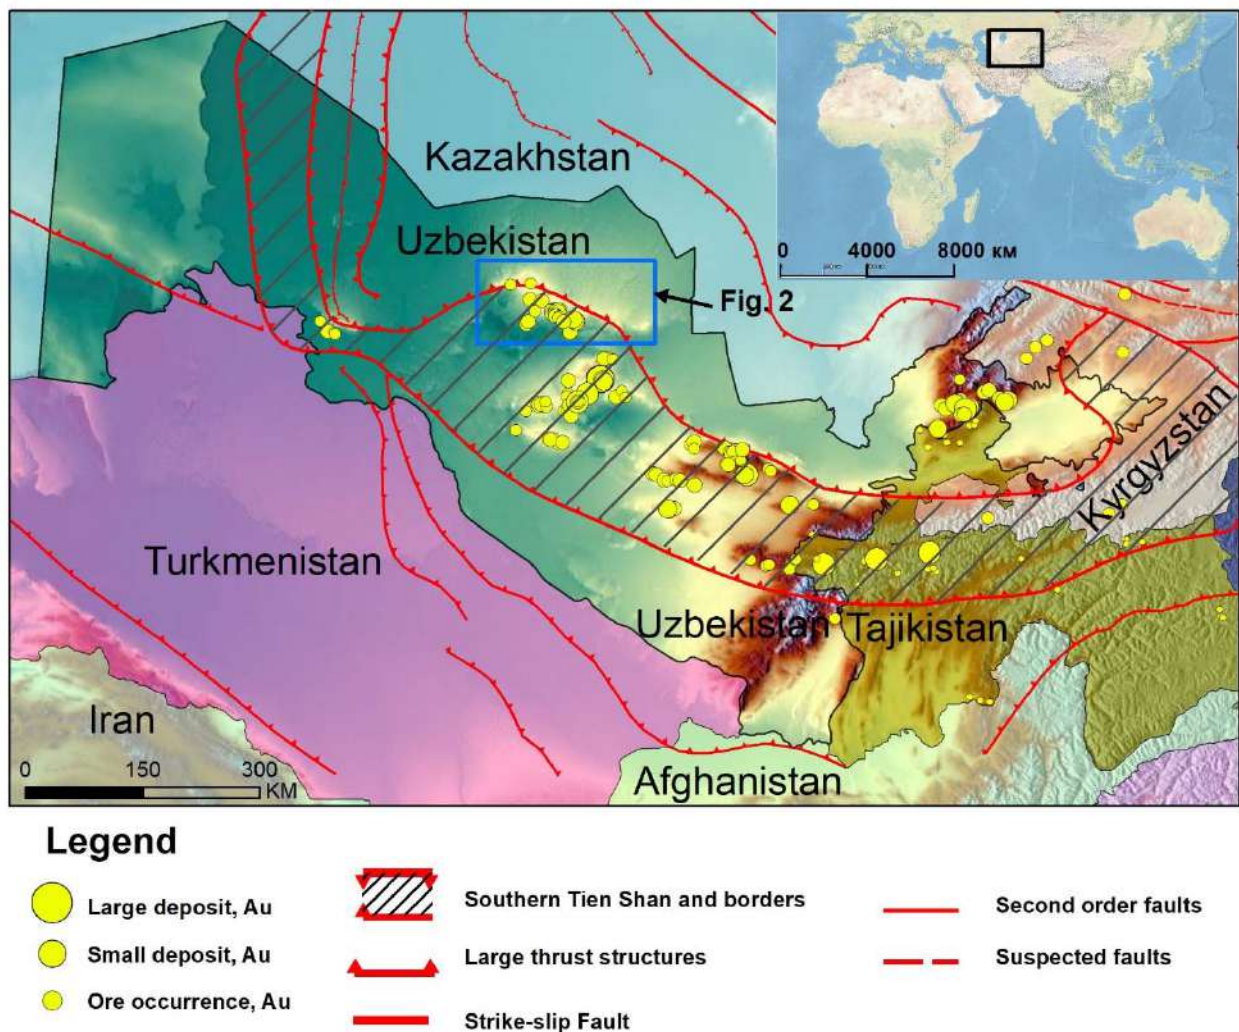 Kazakhstan
Uzbekistan
0 4000 8000 км
Fig. 2
Kyrgyzstan
Turkmenistan
Uzbekistan
Tajikistan
Iran
Afghanistan
0 150 300
KM
Legend
Large deposit, Au
Small deposit, Au
Ore occurrence, Au
Southern Tien Shan and borders
Large thrust structures
Strike-slip Fault
Second order faults
Suspected faults